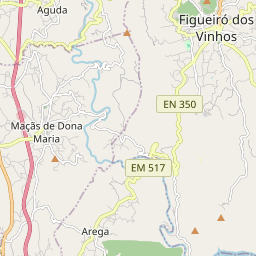 Aguda
Figueiró dos
Vinhos
EN 350
Maçãs de Dona
Maria
EM 517
Arega